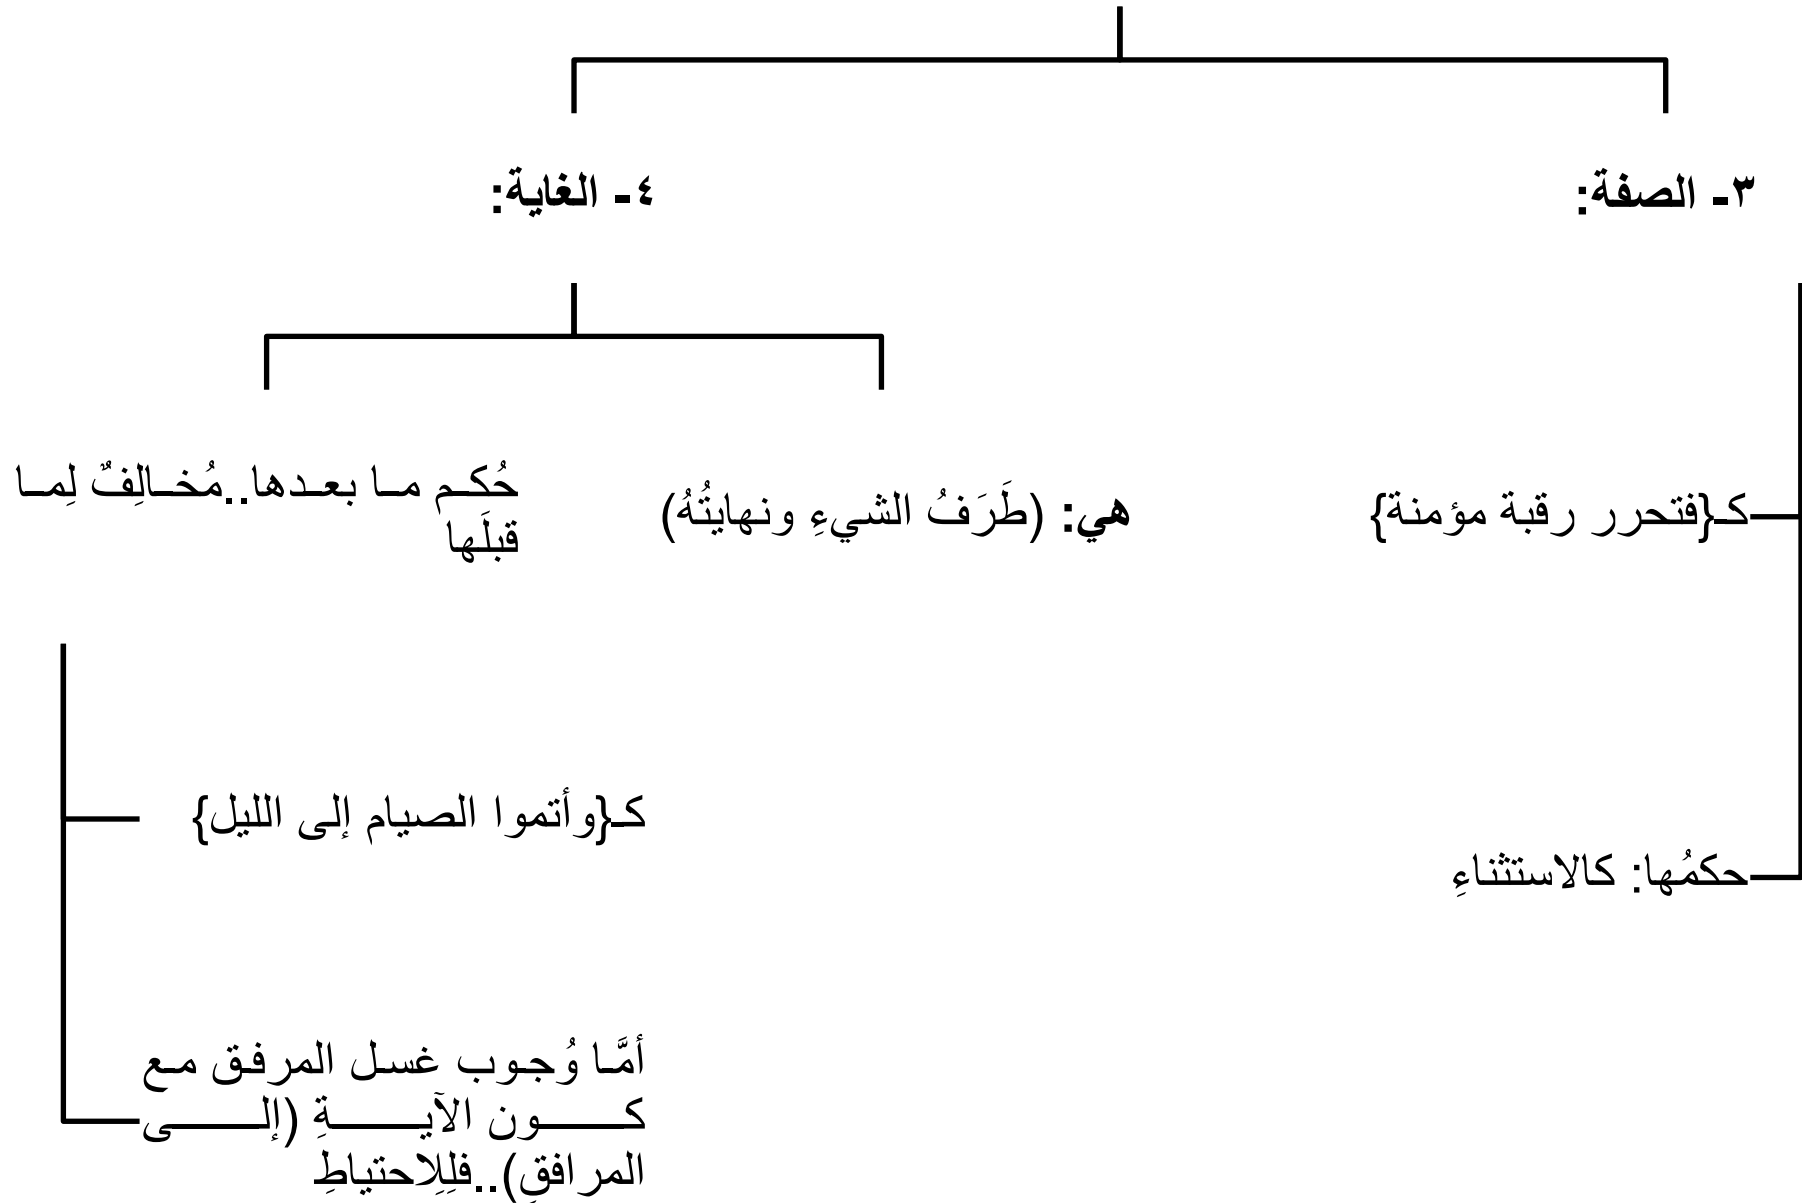 ٣- الصفة:
كـ{فتحرر رقبة مؤمنة}
حكمُها: كالاستثناءِ
٤- الغاية:
هي: (طَرَفُ الشيءِ ونهايتُهُ)
حُكم ما بعدها..مُخالِفٌ لِما
قبلَها
كـ{وأتموا الصيام إلى الليل}
أمَّا وُجوب غسل المرفق مع
كون الآيةِ (إلى
المرافقِ)..فلِلِاحتياطِ